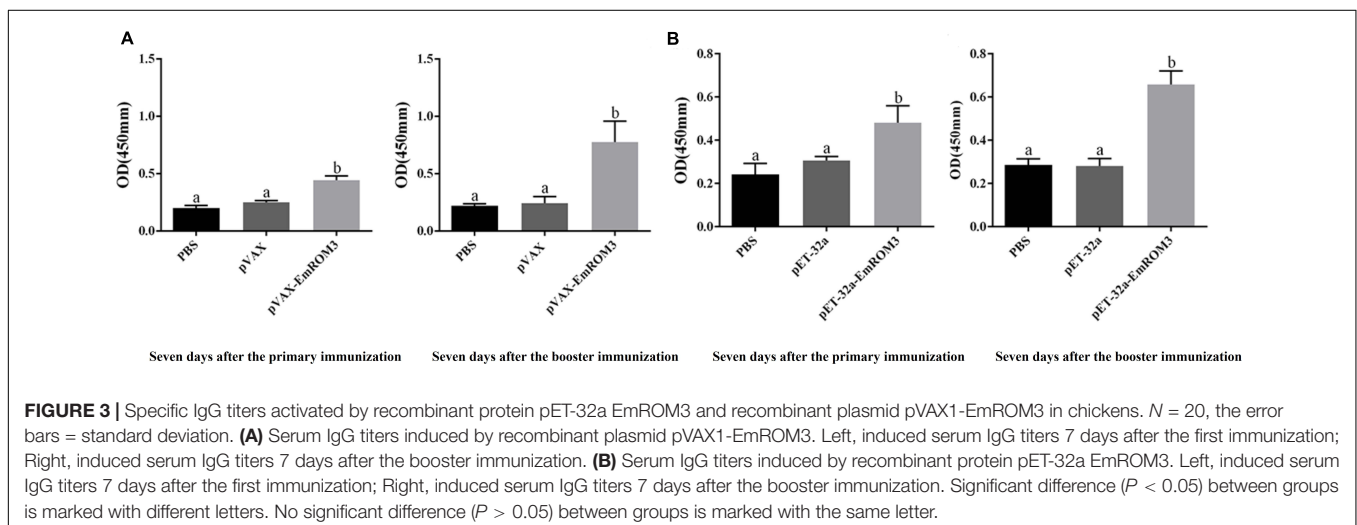 A
B
OD(450mm)
1.5
1.0
0.5
0.0
a
a
b
PBS
pVAX
pVAX-EmROM3
Seven days after the primary immunization
OD(450mm)
1.5
1.0
0.5
0.0
a
a
b
PBS
pVAX
pVAX-EmROM3
Seven days after the booster immunization
OD(450mm)
0.8
0.6
0.4
0.2
0.0
a
a
b
PBS
pET-32a
pET-32a-EmROM3
Seven days after the primary immunization
OD(450mm)
0.8
0.6
0.4
0.2
0.0
a
a
b
PBS
pET-32a
pET-32a-EmROM3
Seven days after the booster immunization
FIGURE 3 | Specific IgG titers activated by recombinant protein pET-32a EmROM3 and recombinant plasmid pVAX1-EmROM3 in chickens. N = 20, the error
bars = standard deviation. (A) Serum IgG titers induced by recombinant plasmid pVAX1-EmROM3. Left, induced serum IgG titers 7 days after the first immunization;
Right, induced serum IgG titers 7 days after the booster immunization. (B) Serum IgG titers induced by recombinant protein pET-32a EmROM3. Left, induced serum
IgG titers 7 days after the first immunization; Right, induced serum IgG titers 7 days after the booster immunization. Significant difference (P < 0.05) between groups
is marked with different letters. No significant difference (P > 0.05) between groups is marked with the same letter.